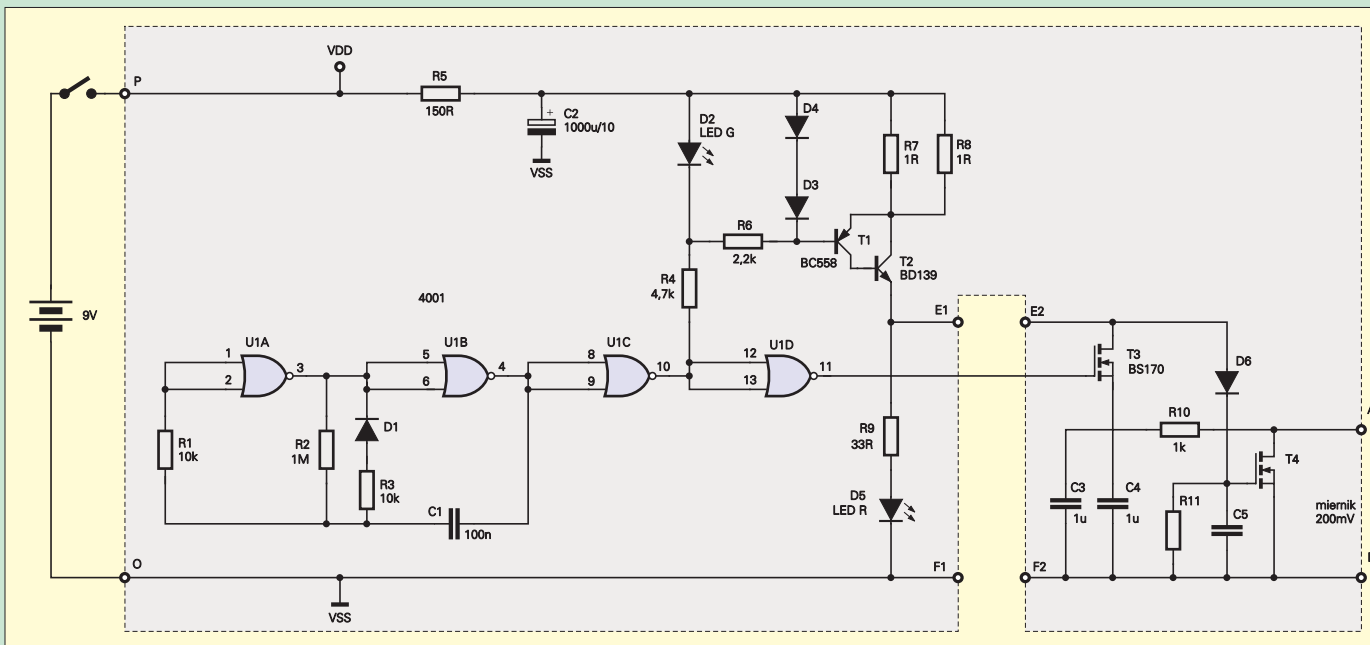 VDD
P
R5
150R
+
C2
1000u/10
VSS
D2
LED G
D4
R7
1R
R8
1R
D3
R6
2,2k
T1
BC558
T2
BD139
R4
4,7k
9V
4001
E1
E2
U1A
1
2
3
U1B
5
6
4
U1C
8
9
10
U1D
12
13
11
T3
BS170
D6
R1
10k
R2
1M
D1
R3
10k
C1
100n
R9
33R
D5
LED R
R10
1k
T4
C3
1u
C4
1u
R11
C5
miernik
200mV
O
VSS
F1
F2